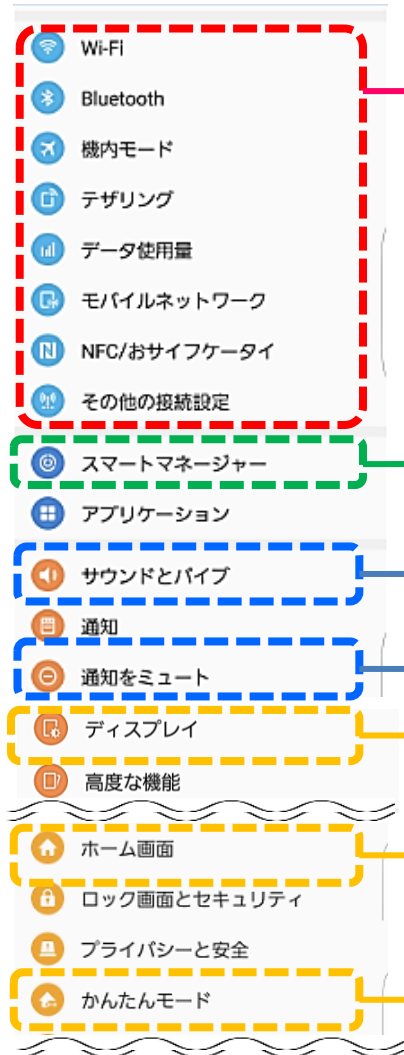 Wi-Fi
Bluetooth
機内モード
テザリング
データ使用量
モバイルネットワーク
NFC/おサイフケータイ
その他の接続設定
スマートマネージャー
アプリケーション
サウンドとバイブ
通知
通知をミュート
ディスプレイ
高度な機能
ホーム画面
ロック画面とセキュリティ
プライバシーと安全
かんたんモード